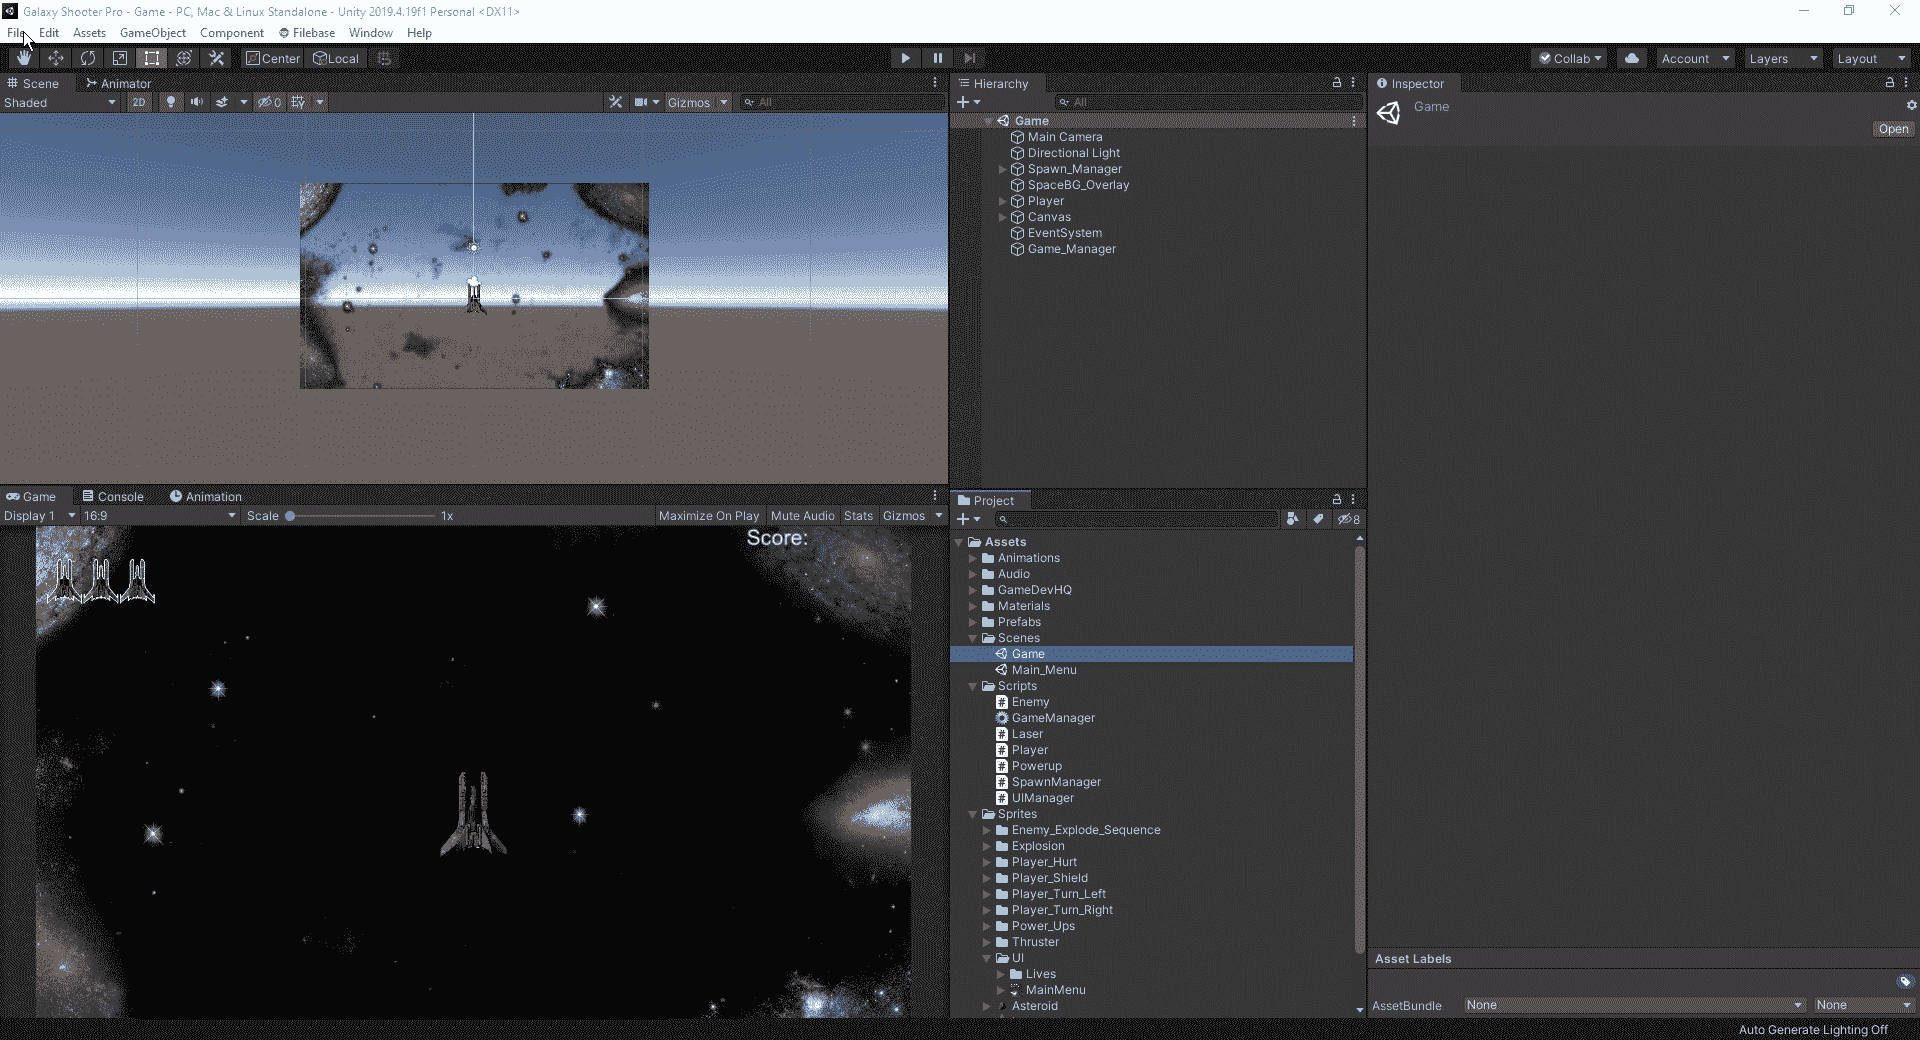 Galaxy Shooter Pro - Game - PC, Mac & Linux Standalone - Unity 2019.4.19f1 Personal <DX11>
File Edit Assets GameObject Component Filebase Window Help
Center Local Collab Account Layers Layout
Scene Animator
Shaded 2D 0 Gizmos All
Hierarchy
All
Game
Main Camera
Directional Light
Spawn_Manager
SpaceBG_Overlay
Player
Canvas
EventSystem
Game_Manager
Inspector
Game
Open
Game Console Animation
Display 1 16:9 Scale 1x Maximize On Play Mute Audio Stats Gizmos
Score:
Project
8
Assets
Animations
Audio
GameDevHQ
Materials
Prefabs
Scenes
Game
Main_Menu
Scripts
Enemy
GameManager
Laser
Player
Powerup
SpawnManager
UIManager
Sprites
Enemy_Explode_Sequence
Explosion
Player_Hurt
Player_Shield
Player_Turn_Left
Player_Turn_Right
Power_Ups
Thruster
UI
Lives
MainMenu
Asteroid
Asset Labels
AssetBundle None None
Auto Generate Lighting Off